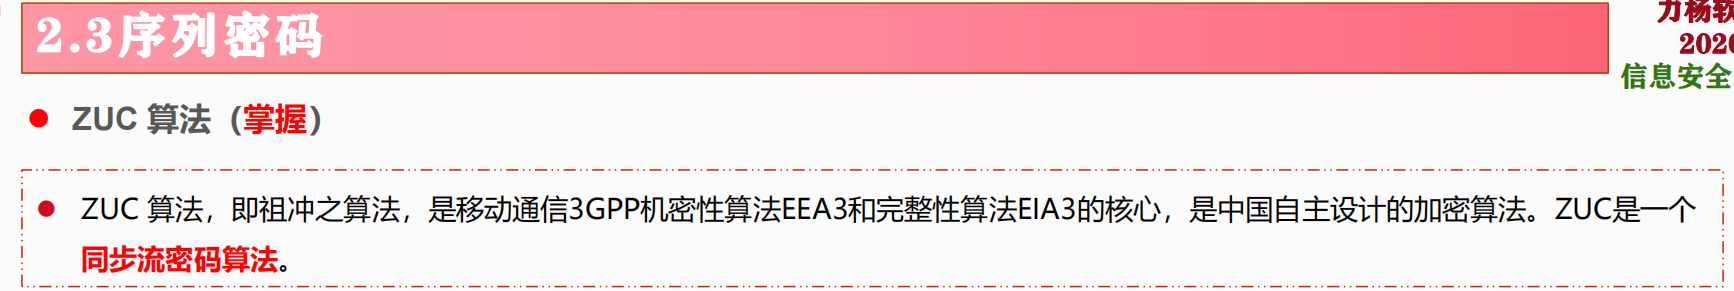 2.3序列密码
力杨软
202
信息安全
ZUC 算法（掌握）
ZUC 算法，即祖冲之算法，是移动通信3GPP机密性算法EEA3和完整性算法EIA3的核心，是中国自主设计的加密算法。ZUC是一个
同步流密码算法。